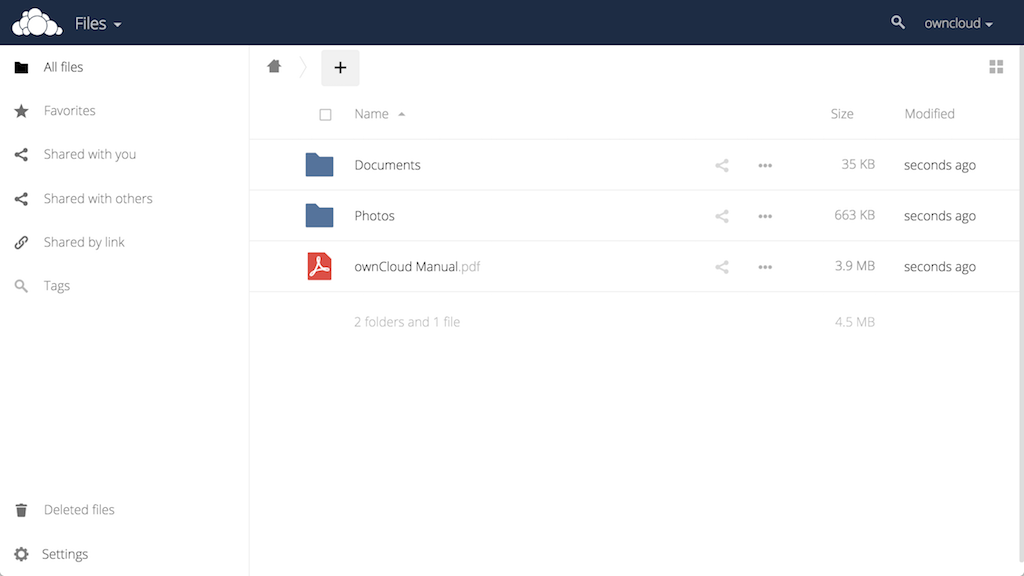 Files
owncloud
All files
Favorites
Shared with you
Shared with others
Shared by link
Tags
Deleted files
Settings
+
Name Size Modified
Documents ••• 35 KB seconds ago
Photos ••• 663 KB seconds ago
ownCloud Manual.pdf ••• 3.9 MB seconds ago
2 folders and 1 file 4.5 MB